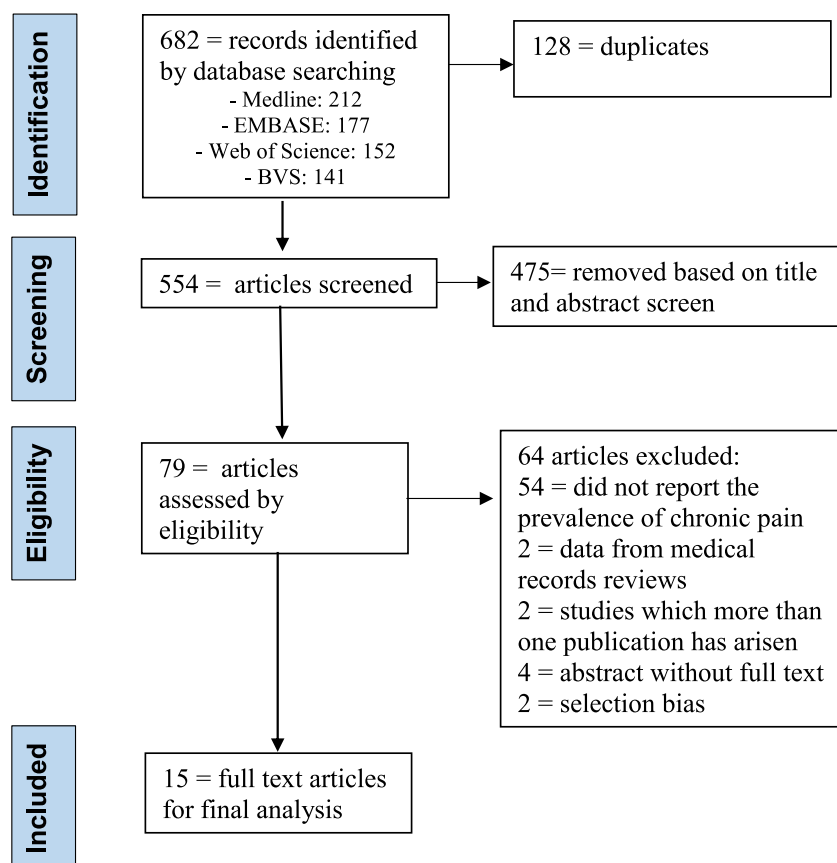 Identification
682 = records identified
by database searching
- Medline: 212
- EMBASE: 177
- Web of Science: 152
- BVS: 141
128 = duplicates
Screening
554 =  articles screened
475= removed based on title
and abstract screen
Eligibility
79 =  articles
assessed by
eligibility
64 articles excluded:
54 = did not report the
prevalence of chronic pain
2 = data from medical
records reviews
2 = studies which more than
one publication has arisen
4 = abstract without full text
2 = selection bias
Included
15 = full text articles
for final analysis